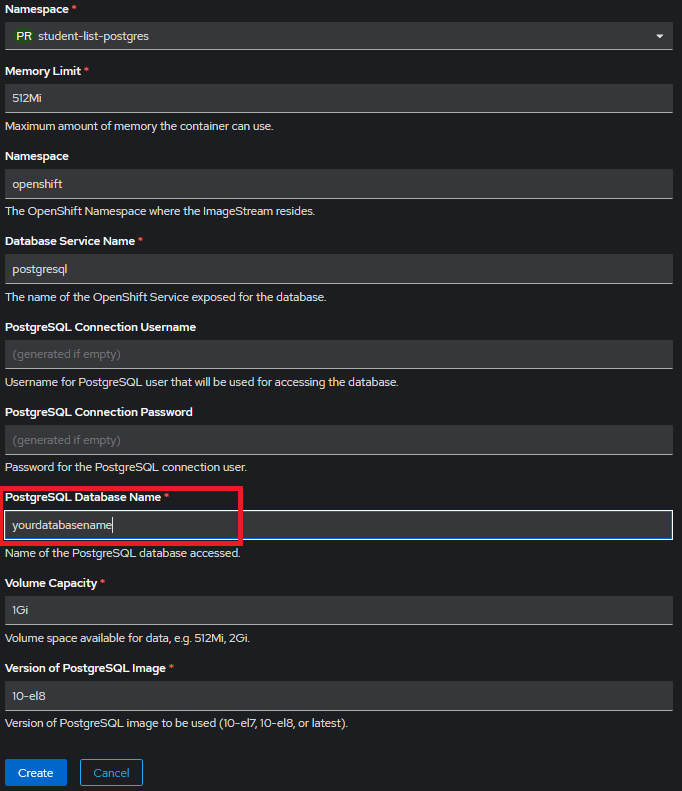 Namespace *
PR student-list-postgres
Memory Limit *
512Mi
Maximum amount of memory the container can use.
Namespace
openshift
The OpenShift Namespace where the ImageStream resides.
Database Service Name *
postgresql
The name of the OpenShift Service exposed for the database.
PostgreSQL Connection Username
(generated if empty)
Username for PostgreSQL user that will be used for accessing the database.
PostgreSQL Connection Password
(generated if empty)
Password for the PostgreSQL connection user.
PostgreSQL Database Name *
yourdatabasename
Name of the PostgreSQL database accessed.
Volume Capacity *
1Gi
Volume space available for data, e.g. 512Mi, 2Gi.
Version of PostgreSQL Image *
10-el8
Version of PostgreSQL image to be used (10-el7, 10-el8, or latest).
Create Cancel